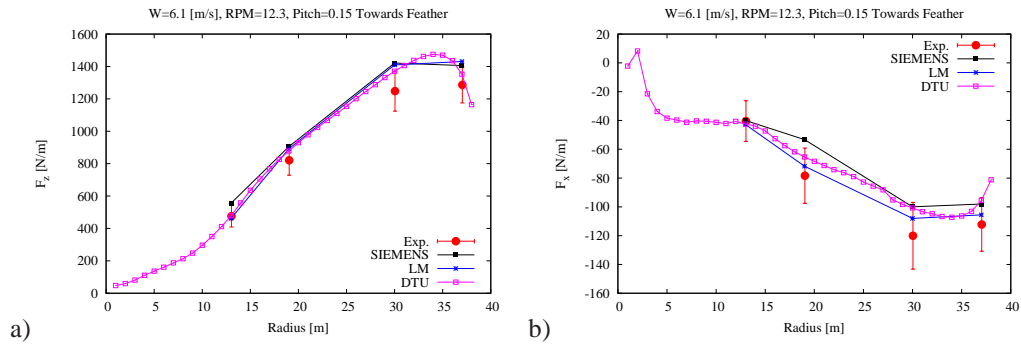 W=6.1 [m/s], RPM=12.3, Pitch=0.15 Towards Feather
1600
1400
1200
1000
800
600
400
200
0
F_z [N/m]
0 5 10 15 20 25 30 35 40
Radius [m]
Exp.
SIEMENS
LM
DTU
a)
W=6.1 [m/s], RPM=12.3, Pitch=0.15 Towards Feather
20
0
-20
-40
-60
-80
-100
-120
-140
-160
F_x [N/m]
0 5 10 15 20 25 30 35 40
Radius [m]
Exp.
SIEMENS
LM
DTU
b)